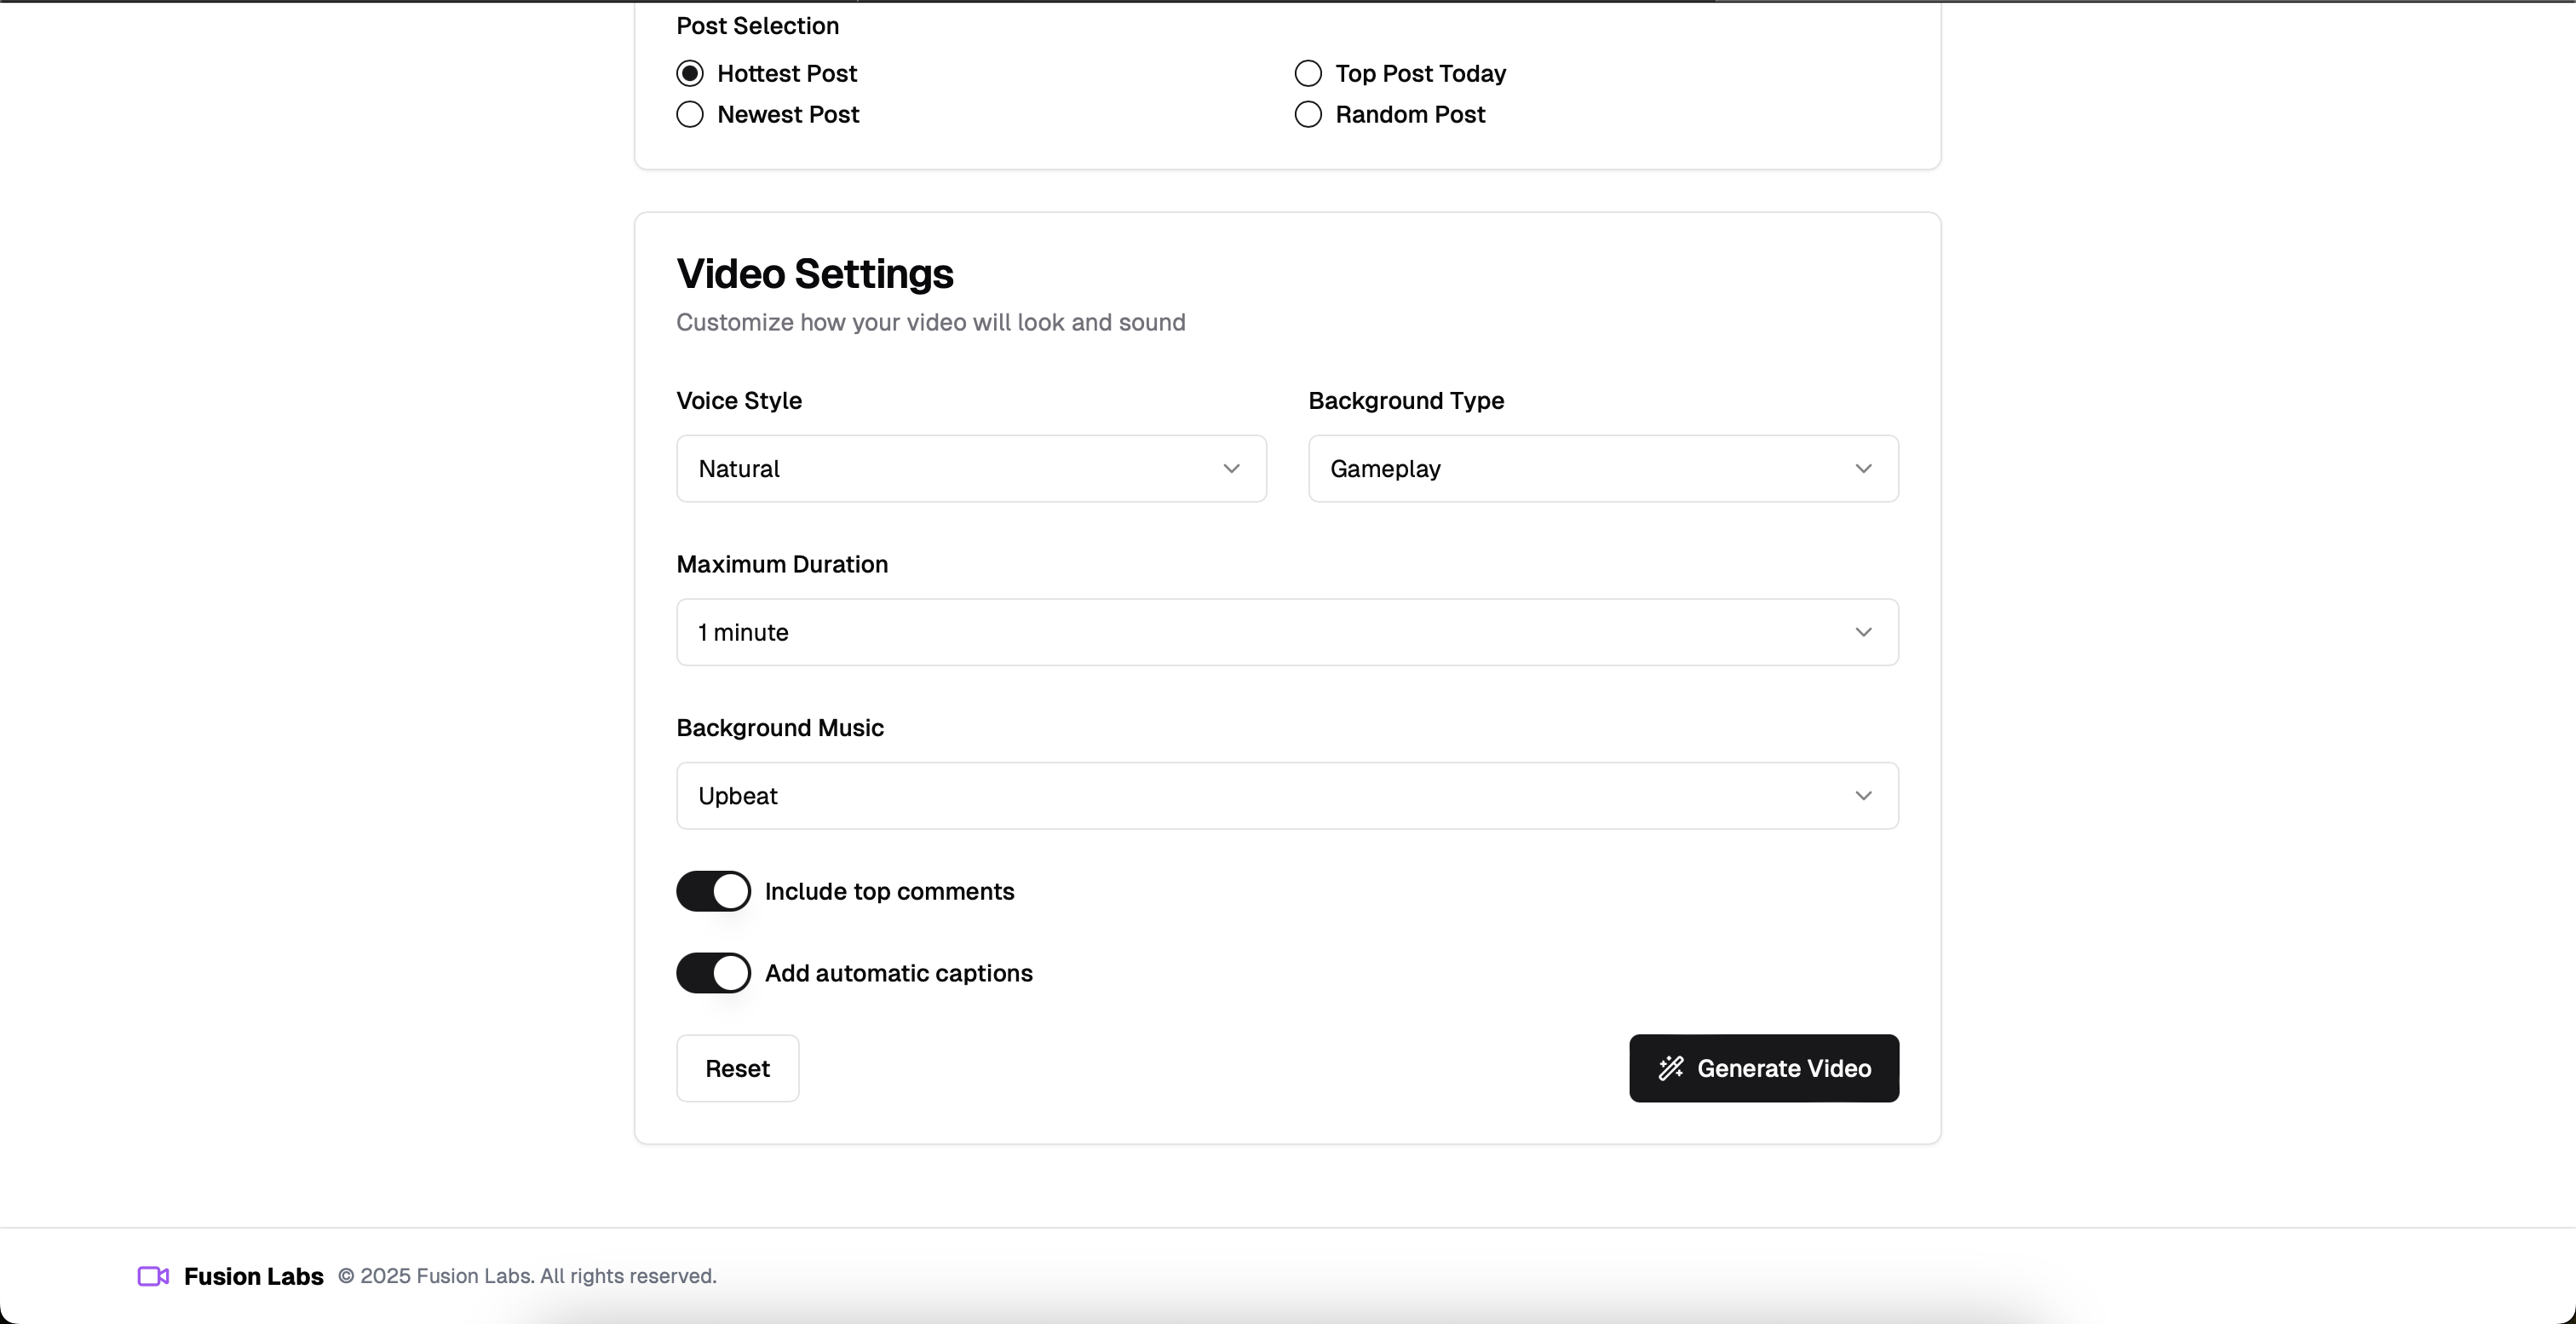 Post Selection
Hottest Post
Top Post Today
Newest Post
Random Post
Video Settings
Customize how your video will look and sound
Voice Style
Background Type
Natural
Gameplay
Maximum Duration
1 minute
Background Music
Upbeat
Include top comments
Add automatic captions
Reset
Generate Video
Fusion Labs © 2025 Fusion Labs. All rights reserved.